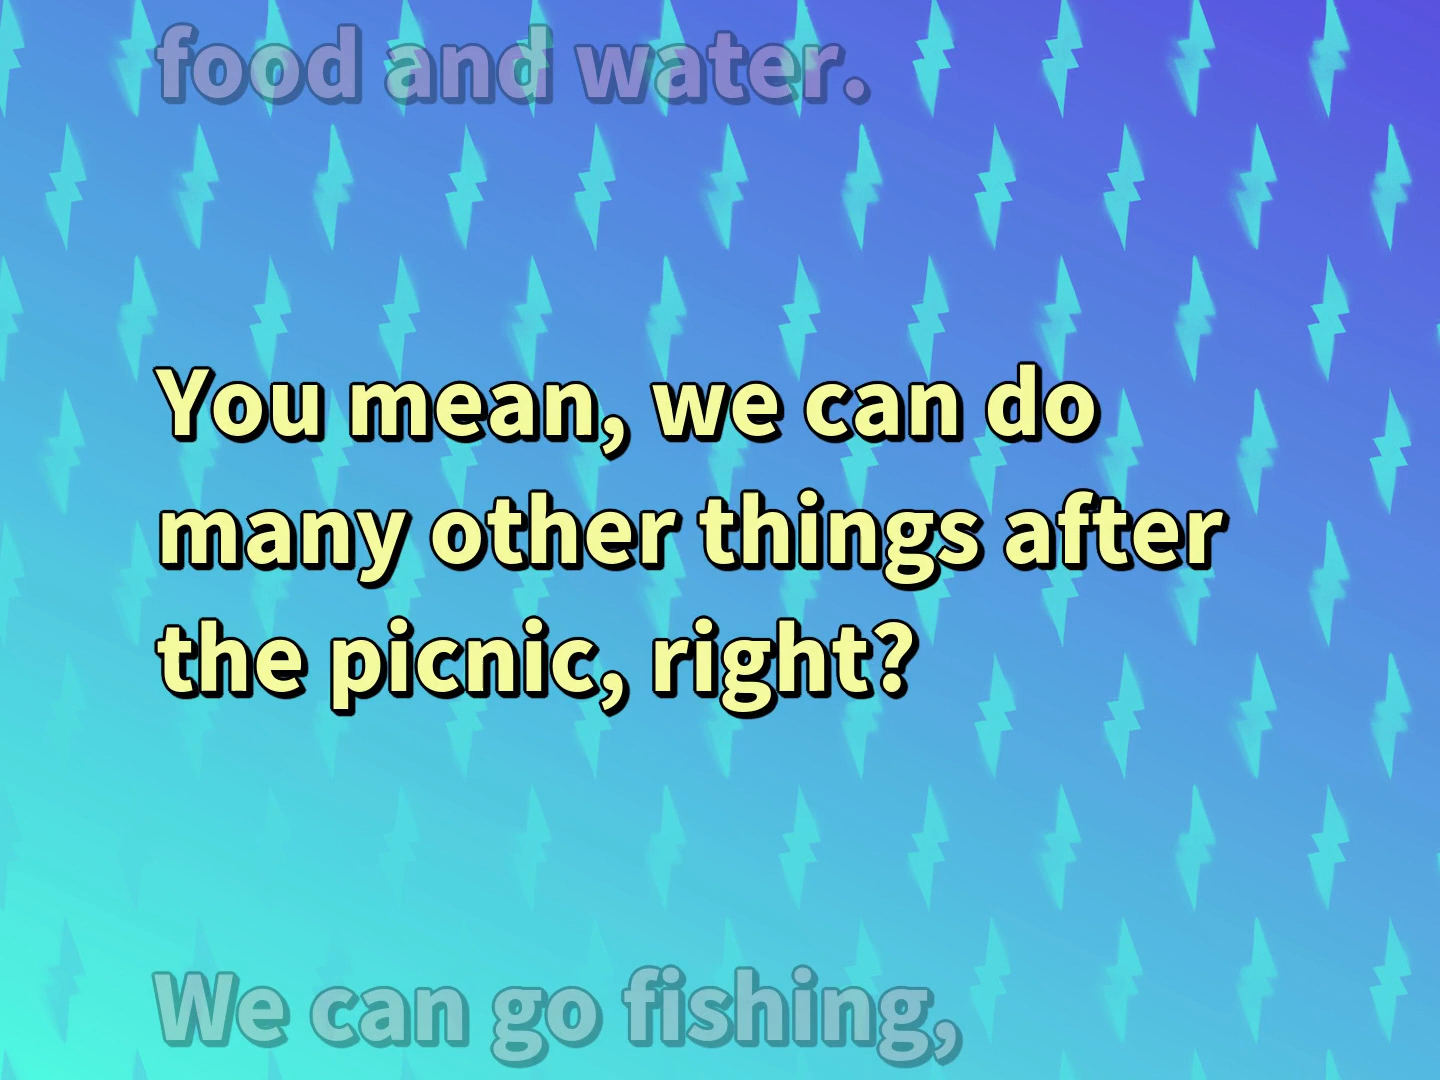 food and water.
You mean, we can do
many other things after
the picnic, right?
We can go fishing,